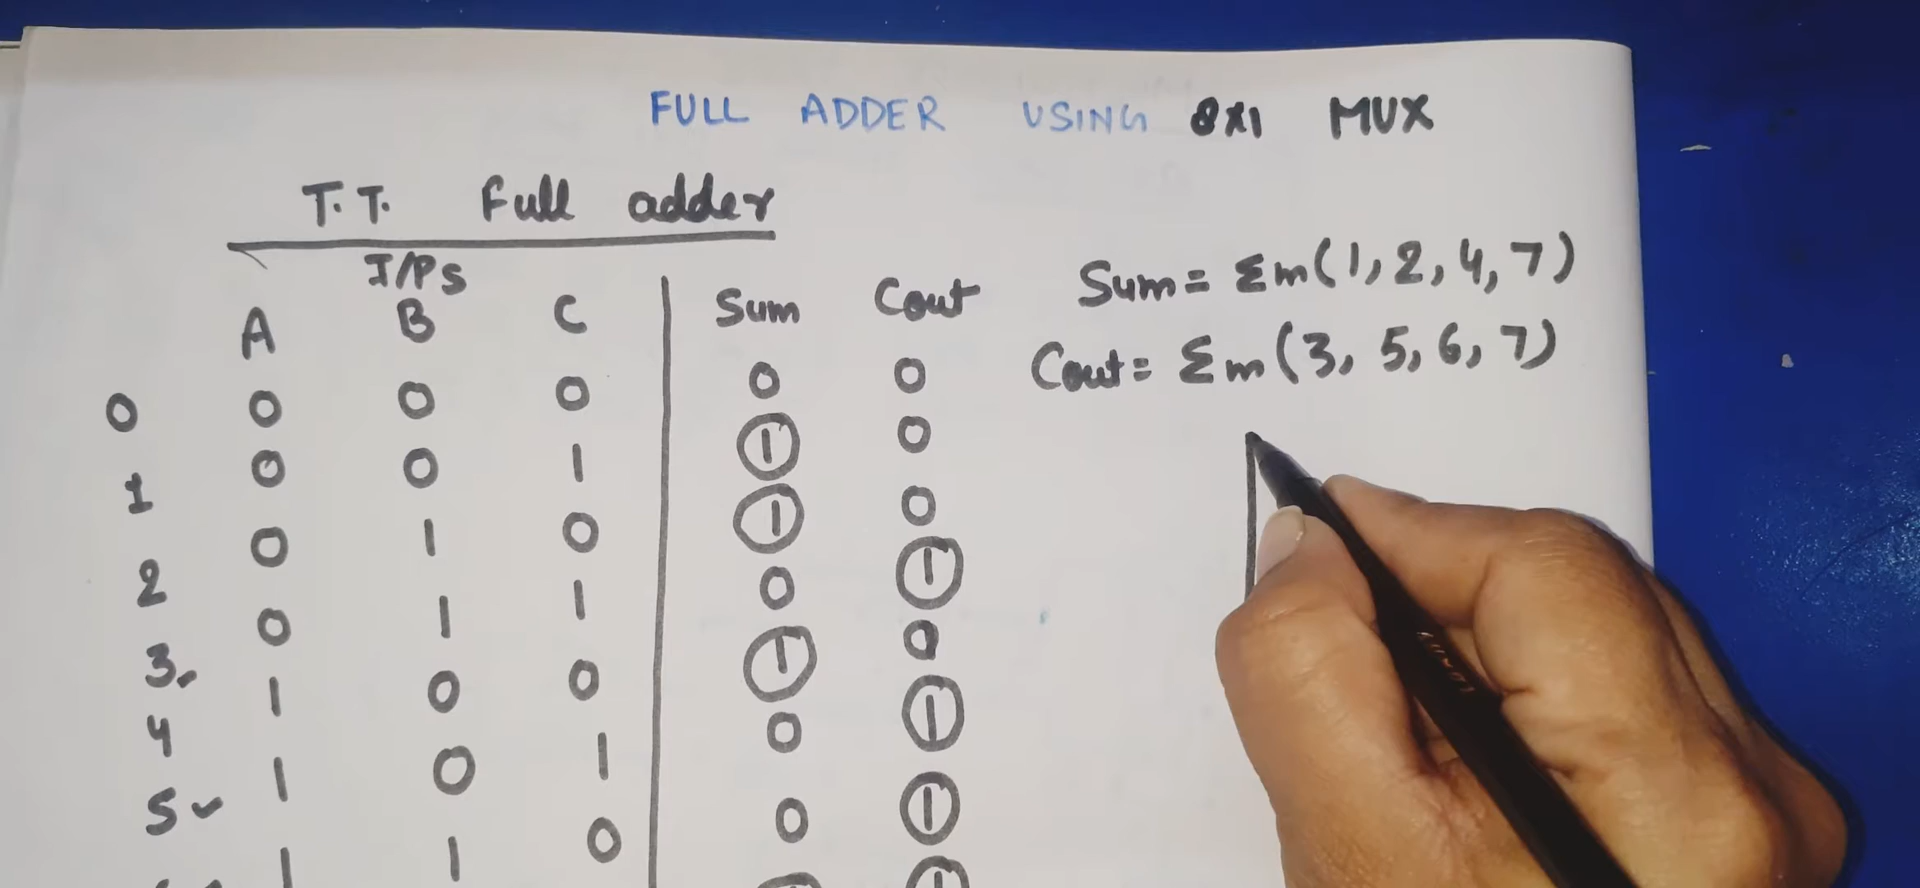 FULL ADDER USING 8X1 MUX
T.T. Full adder
I/Ps
A B C Sum Cout
Sum = Σm(1, 2, 4, 7)
Cout = Σm(3, 5, 6, 7)
0 0 0 0 0 0
1 0 0 1 1 0
2 0 1 0 1 0
3. 0 1 1 0 1
4 1 0 0 1 0
5 1 0 1 0 1
1 1 0 0 1